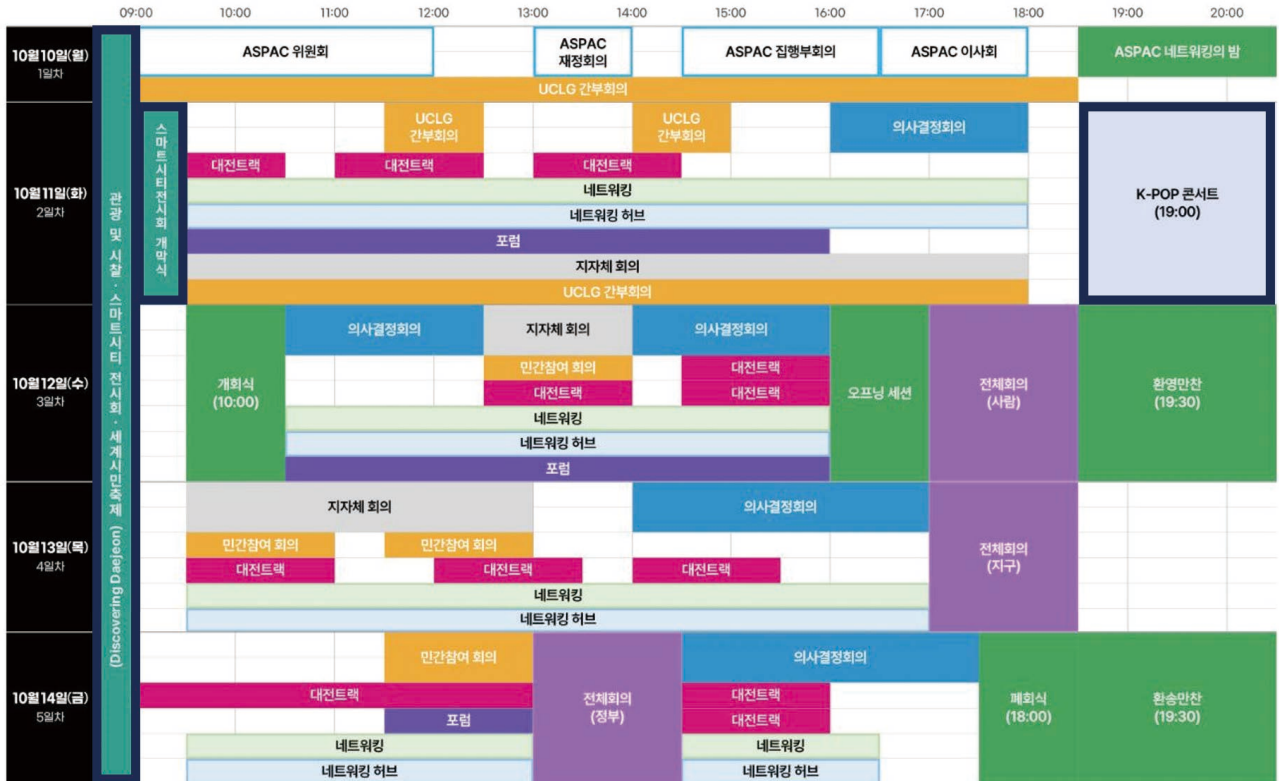 09:00 10:00 11:00 12:00 13:00 14:00 15:00 16:00 17:00 18:00 19:00 20:00
관광 및 시찰 · 스마트시티 전시회 · 세계시민축제 (Discovering Daejeon)
10월10일(월)
1일차
ASPAC 위원회
ASPAC
재정회의
ASPAC 집행부회의
ASPAC 이사회
ASPAC 네트워킹의 밤
UCLG 간부회의
10월11일(화)
2일차
스마트시티전시회 개막식
UCLG
간부회의
UCLG
간부회의
의사결정회의
대전트랙
대전트랙
대전트랙
네트워킹
네트워킹 허브
포럼
지자체 회의
UCLG 간부회의
K-POP 콘서트
(19:00)
10월12일(수)
3일차
개회식
(10:00)
의사결정회의
지자체 회의
의사결정회의
민간참여 회의
대전트랙
대전트랙
대전트랙
네트워킹
네트워킹 허브
포럼
오프닝 세션
전체회의
(사람)
환영만찬
(19:30)
10월13일(목)
4일차
지자체 회의
의사결정회의
민간참여 회의
민간참여 회의
대전트랙
대전트랙
대전트랙
네트워킹
네트워킹 허브
전체회의
(지구)
10월14일(금)
5일차
민간참여 회의
대전트랙
포럼
네트워킹
네트워킹 허브
전체회의
(정부)
의사결정회의
대전트랙
대전트랙
네트워킹
네트워킹 허브
폐회식
(18:00)
환송만찬
(19:30)